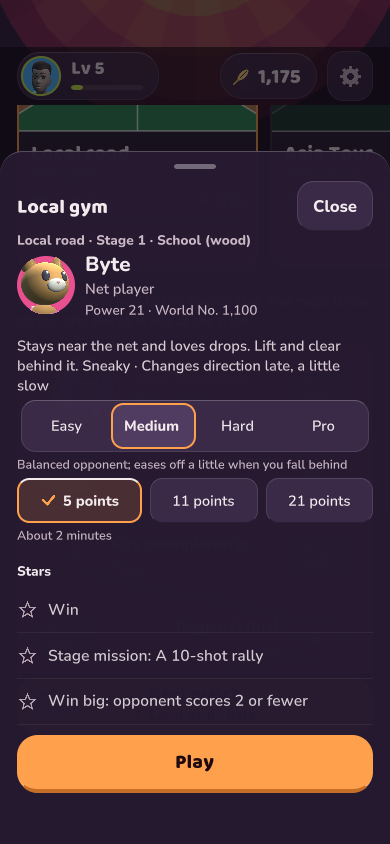 Lv 5
1,175
Local road
Asia Tour
Local gym
Close
Local road · Stage 1 · School (wood)
Byte
Net player
Power 21 · World No. 1,100
Stays near the net and loves drops. Lift and clear
behind it. Sneaky · Changes direction late, a little
slow
Easy
Medium
Hard
Pro
Balanced opponent; eases off a little when you fall behind
5 points
11 points
21 points
About 2 minutes
Stars
Win
Stage mission: A 10-shot rally
Win big: opponent scores 2 or fewer
Play